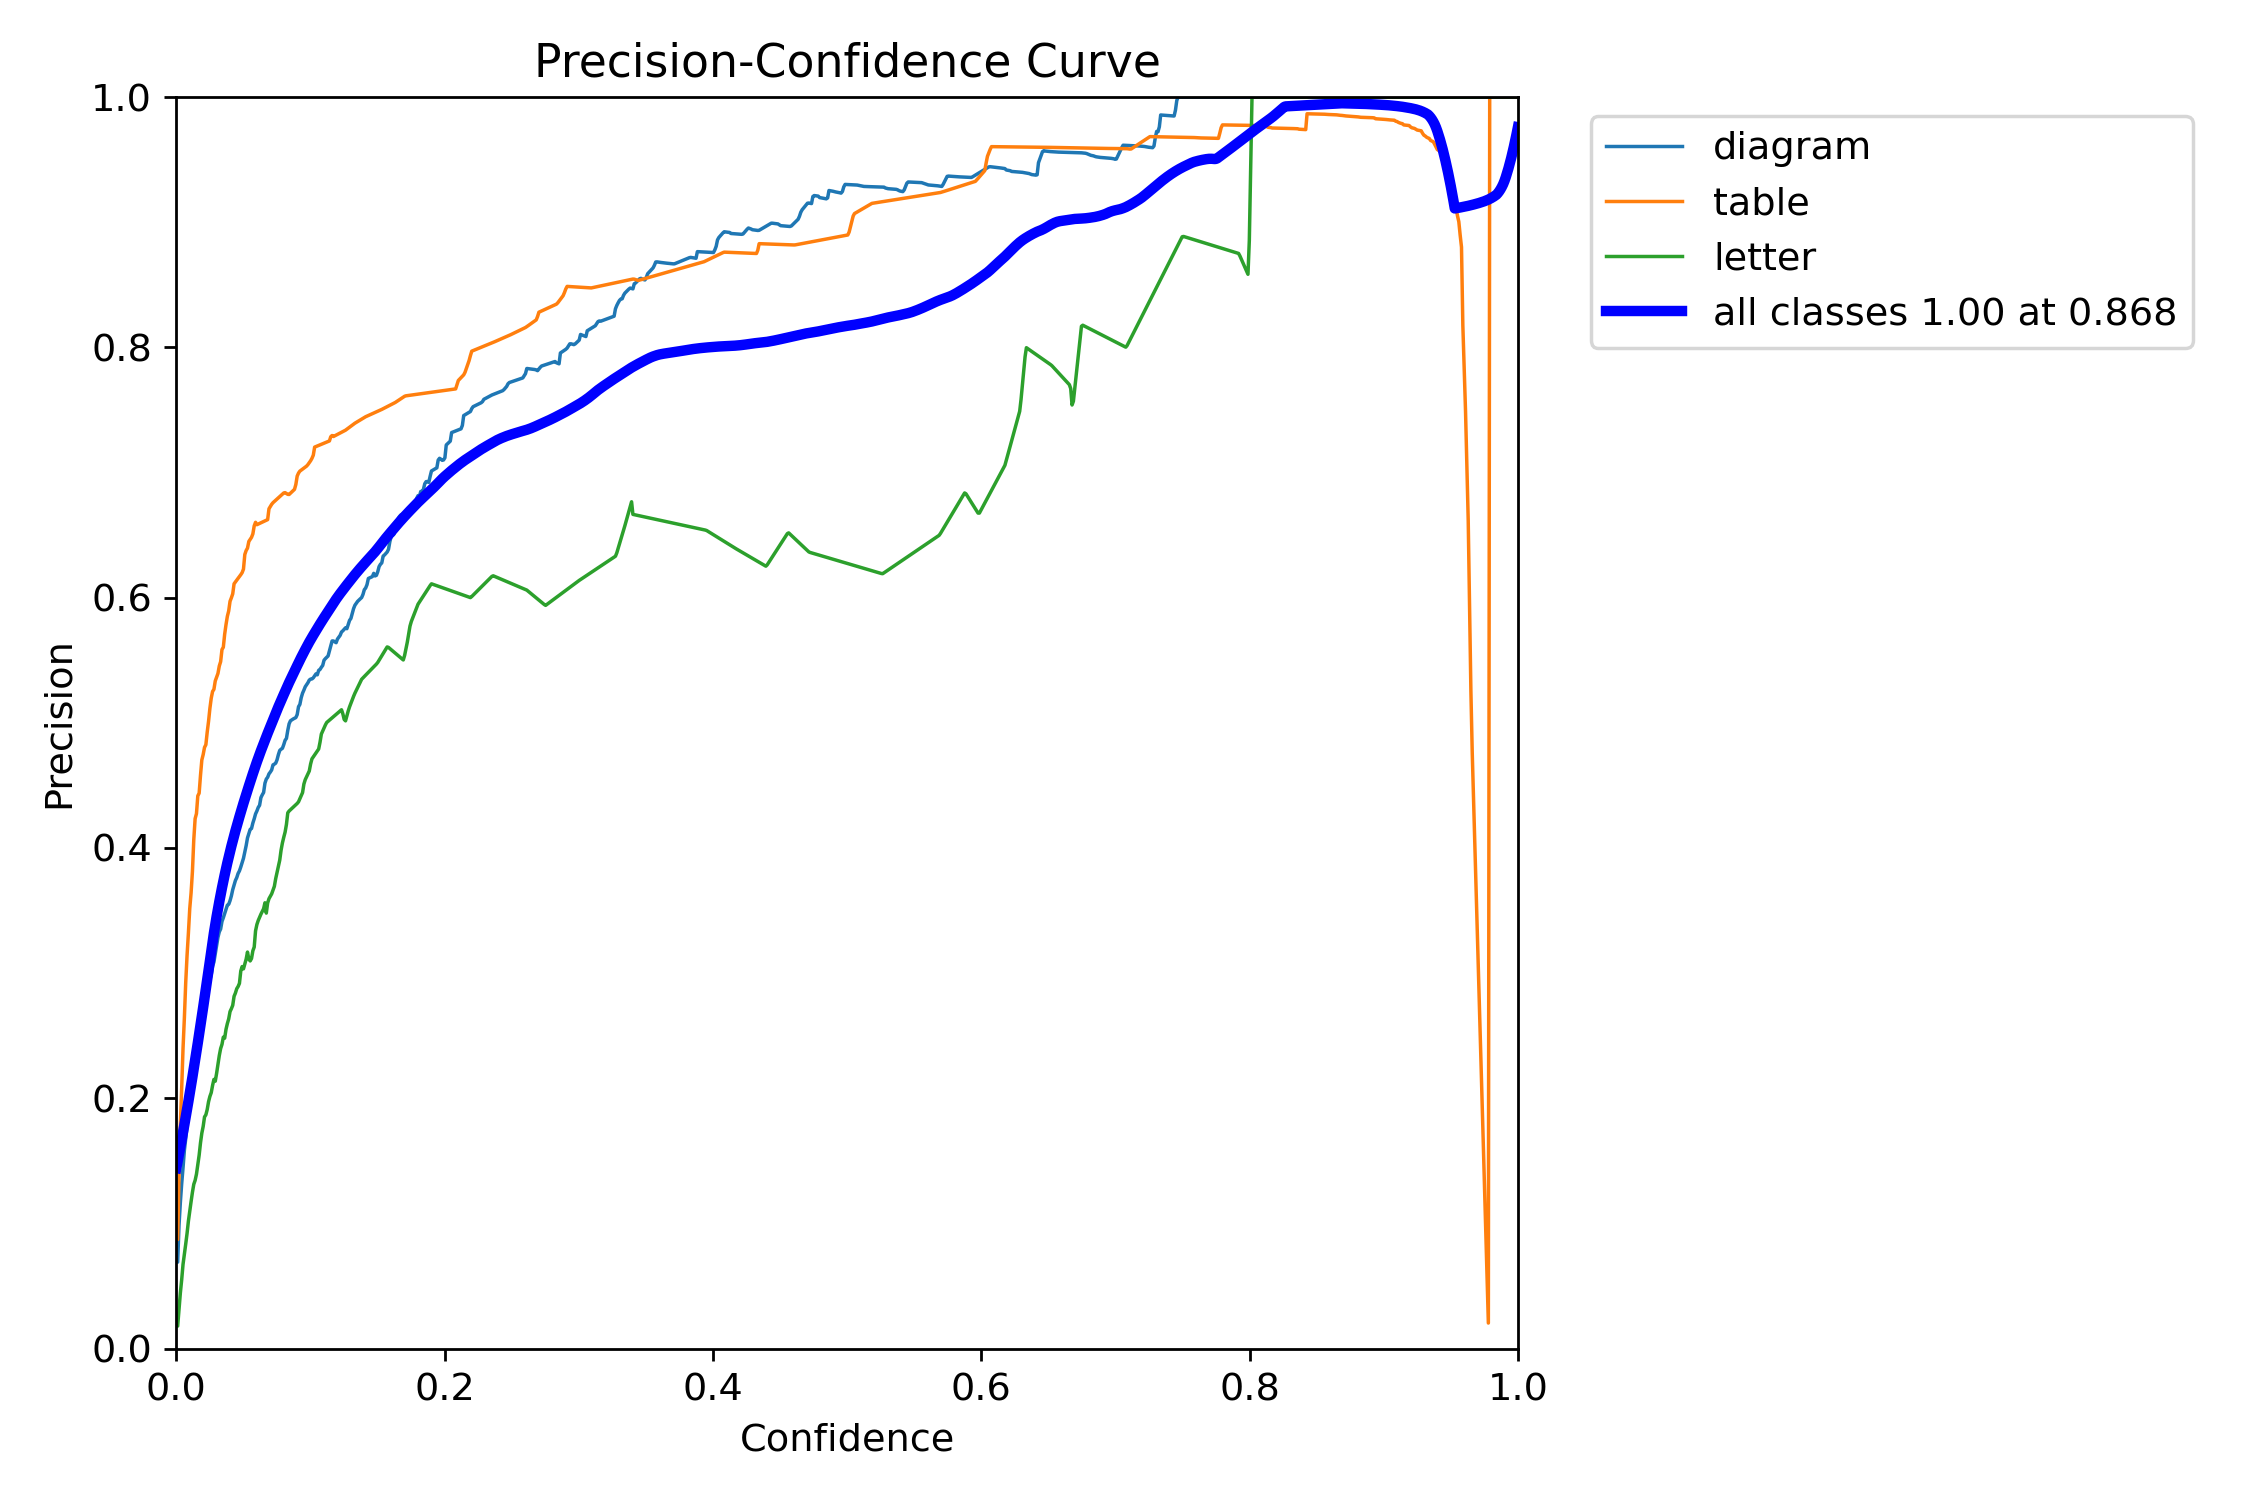 Precision-Confidence Curve
1.0
0.8
0.6
0.4
0.2
0.0
Precision
0.0 0.2 0.4 0.6 0.8 1.0
Confidence
diagram
table
letter
all classes 1.00 at 0.868